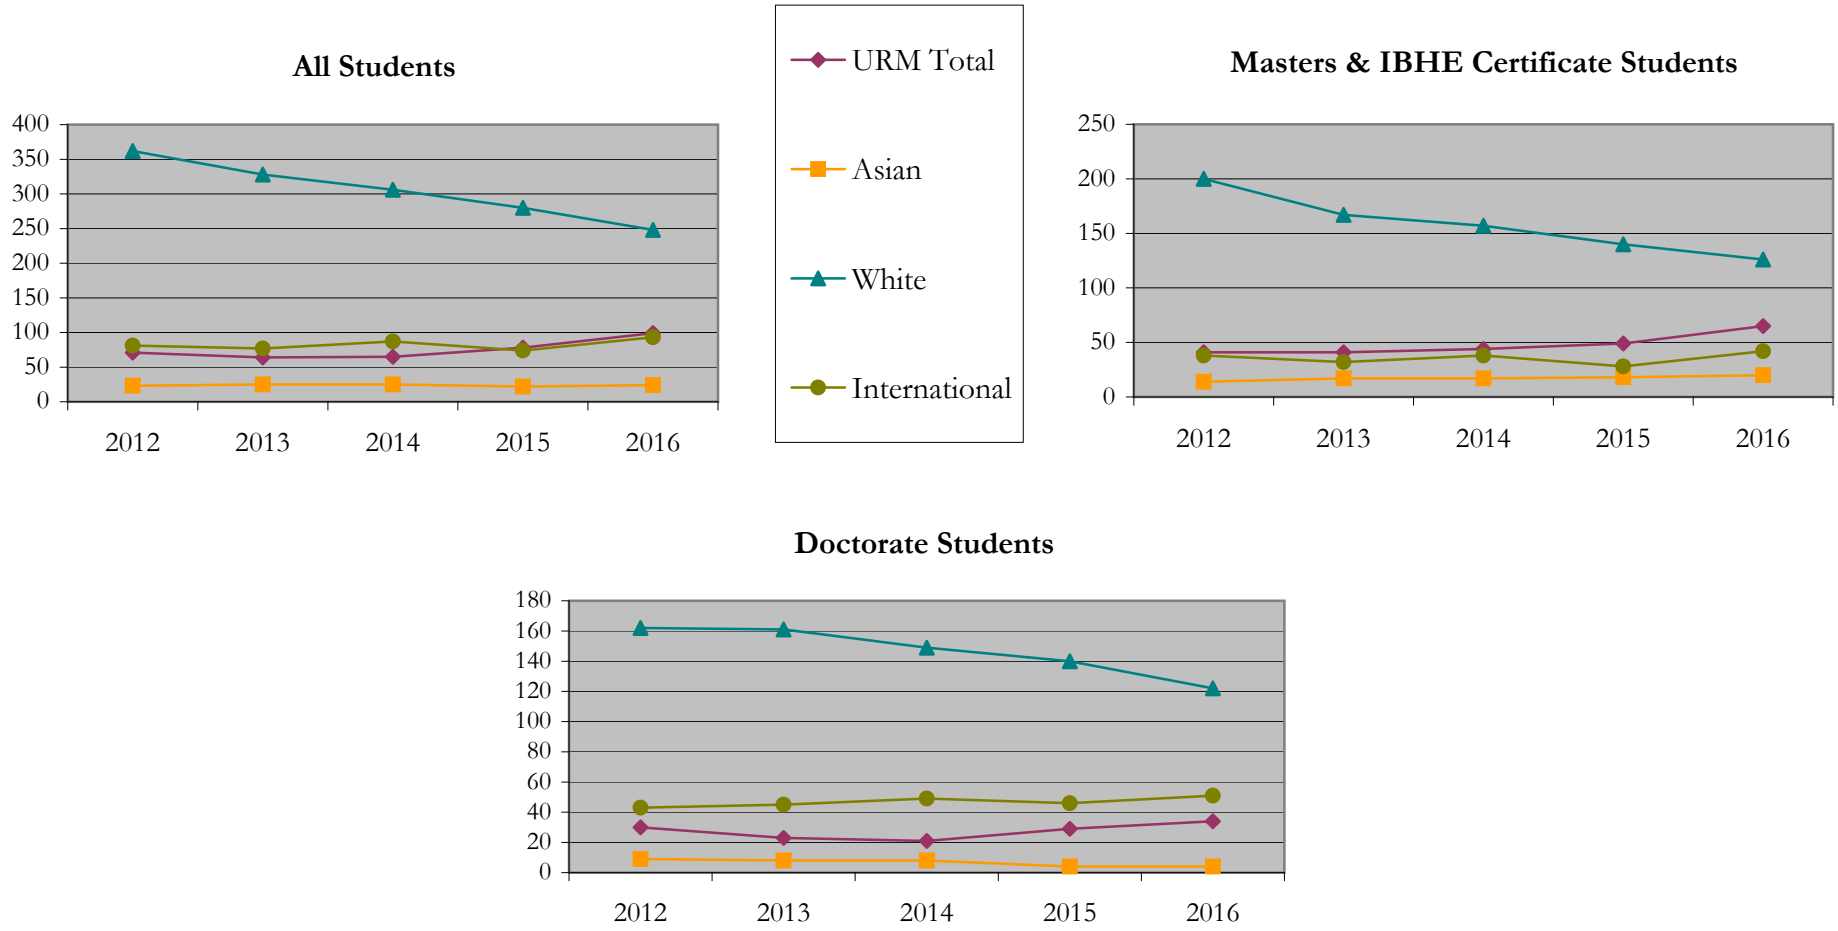 All Students
400
350
300
250
200
150
100
50
0
2012 2013 2014 2015 2016
URM Total
Asian
White
International
Masters & IBHE Certificate Students
250
200
150
100
50
0
2012 2013 2014 2015 2016
Doctorate Students
180
160
140
120
100
80
60
40
20
0
2012 2013 2014 2015 2016